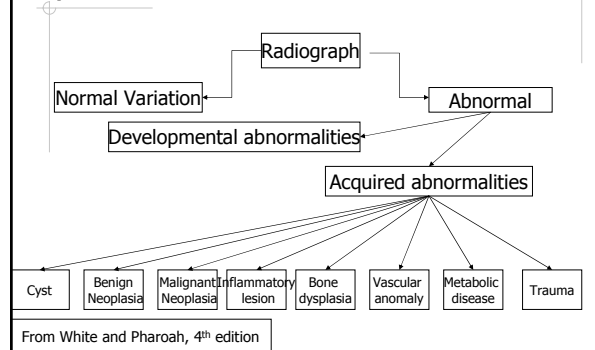 Radiograph
Normal Variation
Abnormal
Developmental abnormalities
Acquired abnormalities
Cyst
Benign
Neoplasia
Malignant
Neoplasia
Inflammatory
lesion
Bone
dysplasia
Vascular
anomaly
Metabolic
disease
Trauma
From White and Pharoah, 4th edition